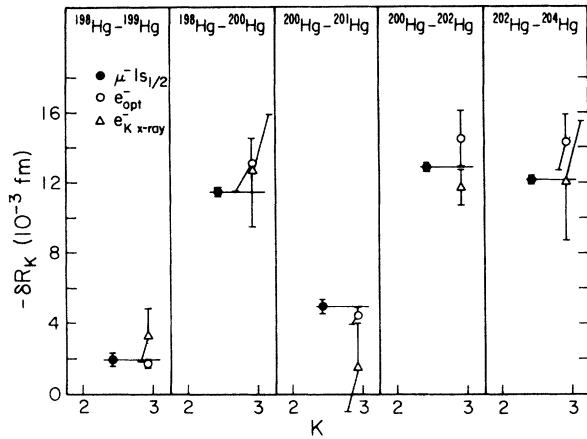 ¹⁹⁸Hg–¹⁹⁹Hg ¹⁹⁸Hg–²⁰⁰Hg ²⁰⁰Hg–²⁰¹Hg ²⁰⁰Hg–²⁰²Hg ²⁰²Hg–²⁰⁴Hg
μ⁻1s₁/₂
e⁻opt
e⁻K x-ray
16
12
8
4
0
-δR_K (10⁻³ fm)
2 3 2 3 2 3 2 3 2 3
K